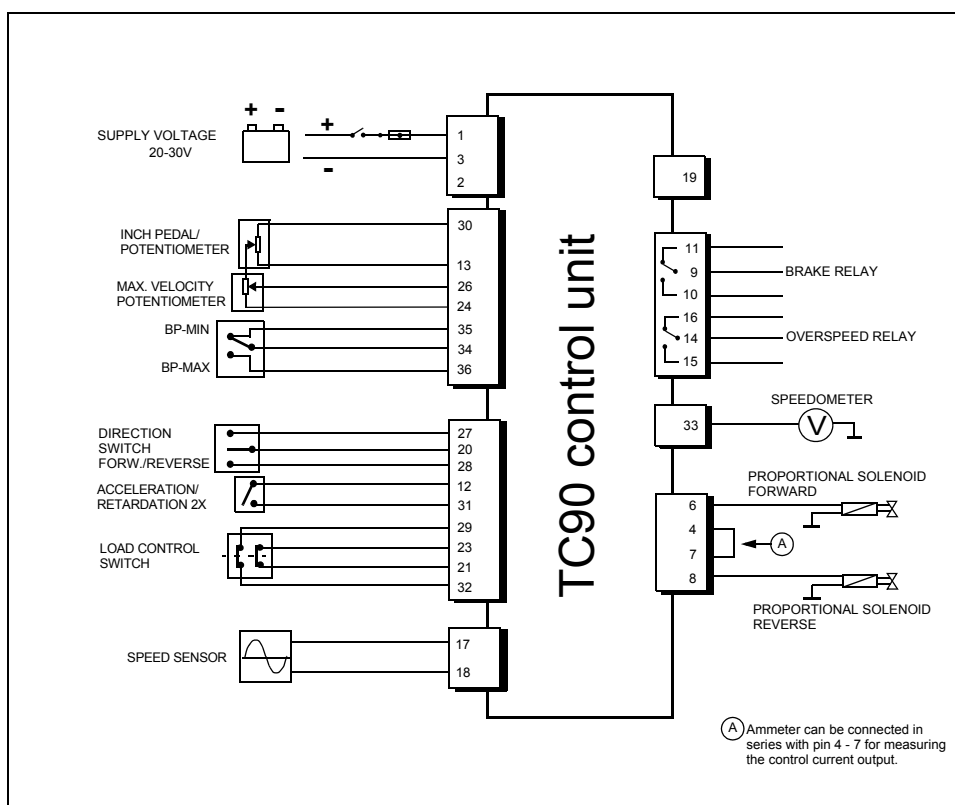 + -
SUPPLY VOLTAGE
20-30V
+
-
1
3
2
INCH PEDAL/
POTENTIOMETER
MAX. VELOCITY
POTENTIOMETER
BP-MIN
BP-MAX
30
13
26
24
35
34
36
DIRECTION
SWITCH
FORW./REVERSE
ACCELERATION/
RETARDATION 2X
LOAD CONTROL
SWITCH
27
20
28
12
31
29
23
21
32
SPEED SENSOR
17
18
TC90 control unit
19
11
9
10
16
14
15
BRAKE RELAY
OVERSPEED RELAY
33
SPEEDOMETER
V
6
4
7
8
PROPORTIONAL SOLENOID
FORWARD
A
PROPORTIONAL SOLENOID
REVERSE
A Ammeter can be connected in
series with pin 4 - 7 for measuring
the control current output.